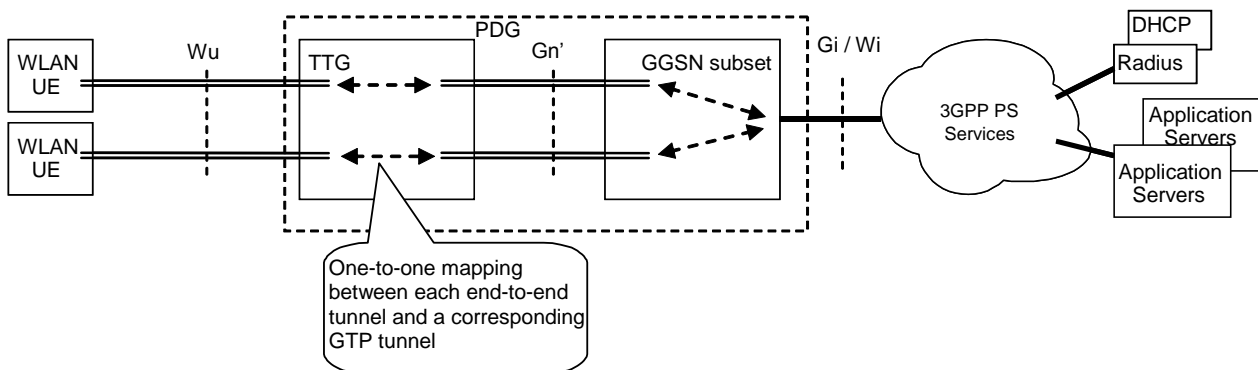 WLAN
UE
WLAN
UE
Wu
PDG
TTG
Gn’
GGSN subset
Gi / Wi
3GPP PS
Services
DHCP
Radius
Application
Servers
Application
Servers
One-to-one mapping
between each end-to-end
tunnel and a corresponding
GTP tunnel